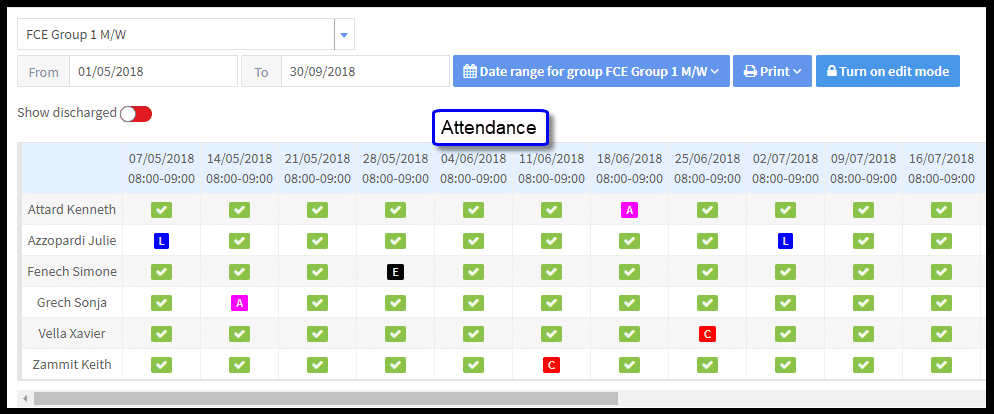 FCE Group 1 M/W
From 01/05/2018 To 30/09/2018 Date range for group FCE Group 1 M/W Print Turn on edit mode
Show discharged
Attendance
07/05/2018 14/05/2018 21/05/2018 28/05/2018 04/06/2018 11/06/2018 18/06/2018 25/06/2018 02/07/2018 09/07/2018 16/07/2018
08:00-09:00 08:00-09:00 08:00-09:00 08:00-09:00 08:00-09:00 08:00-09:00 08:00-09:00 08:00-09:00 08:00-09:00 08:00-09:00 08:00-09:00
Attard Kenneth A
Azzopardi Julie L L
Fenech Simone E
Grech Sonja A
Vella Xavier C
Zammit Keith C